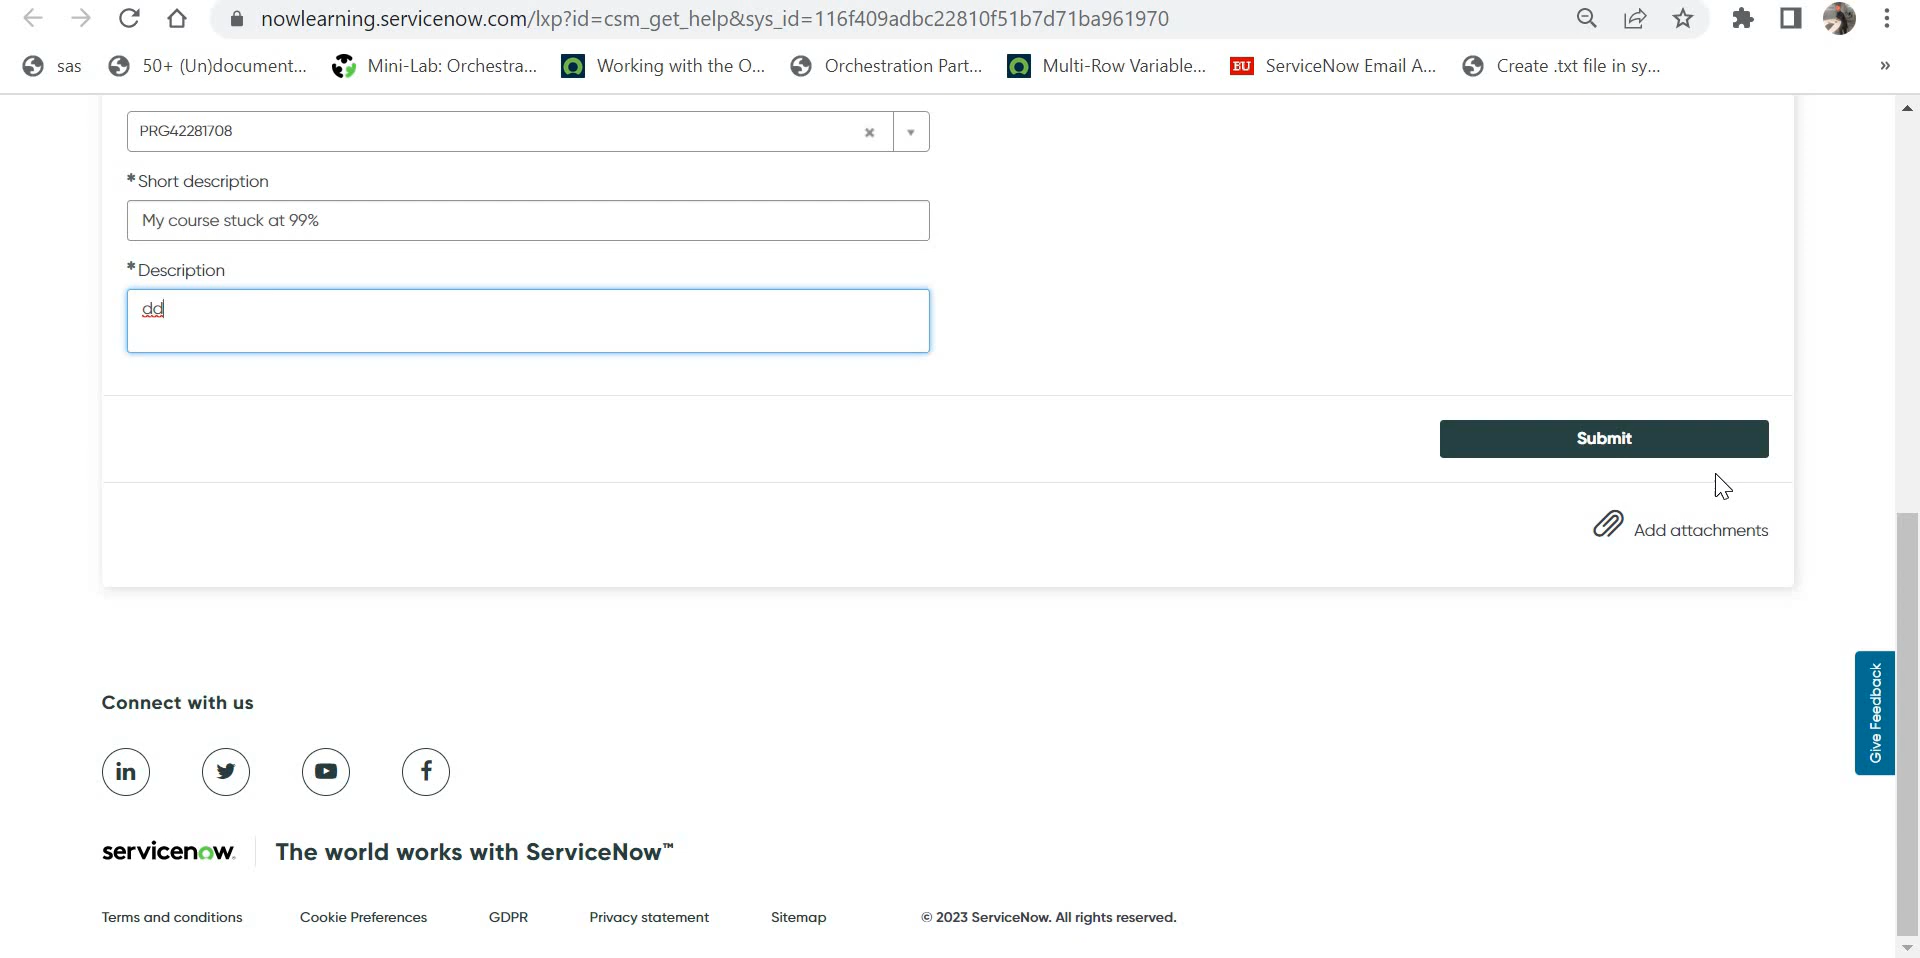 nowlearning.servicenow.com/lxp?id=csm_get_help&sys_id=116f409adbc22810f51b7d71ba961970
sas 50+ (Un)document... Mini-Lab: Orchestra... Working with the O... Orchestration Part... Multi-Row Variable... EU ServiceNow Email A... Create .txt file in sy... »
PRG42281708
* Short description
My course stuck at 99%
* Description
dd
Submit
Add attachments
Give Feedback
Connect with us
servicenow. The world works with ServiceNow™
Terms and conditions Cookie Preferences GDPR Privacy statement Sitemap © 2023 ServiceNow. All rights reserved.